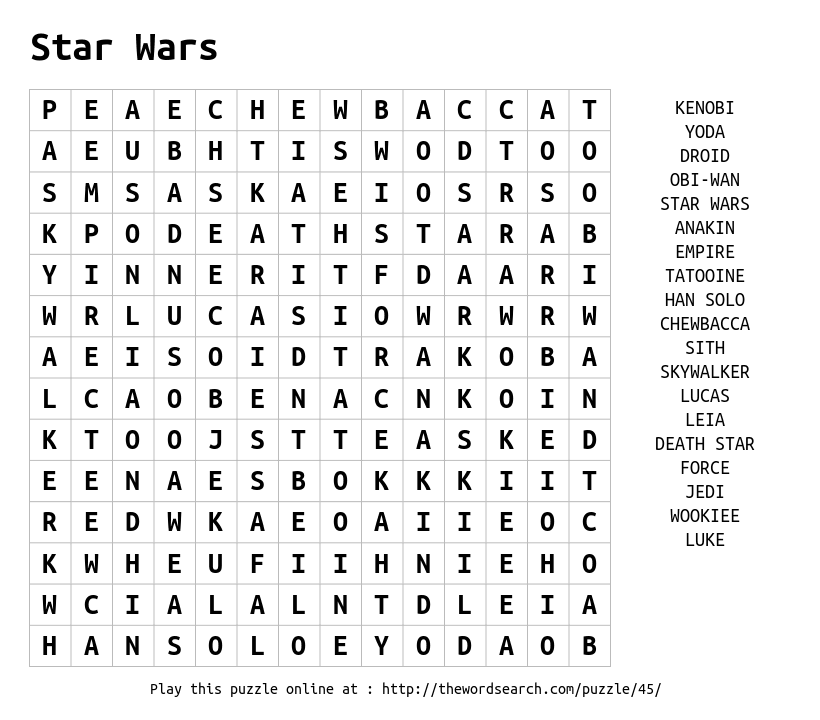 Star Wars
P E A E C H E W B A C C A T
A E U B H T I S W O D T O O
S M S A S K A E I O S R S O
K P O D E A T H S T A R A B
Y I N N E R I T F D A A R I
W R L U C A S I O W R W R W
A E I S O I D T R A K O B A
L C A O B E N A C N K O I N
K T O O J S T T E A S K E D
E E N A E S B O K K K I I T
R E D W K A E O A I I E O C
K W H E U F I I H N I E H O
W C I A L A L N T D L E I A
H A N S O L O E Y O D A O B
KENOBI
YODA
DROID
OBI-WAN
STAR WARS
ANAKIN
EMPIRE
TATOOINE
HAN SOLO
CHEWBACCA
SITH
SKYWALKER
LUCAS
LEIA
DEATH STAR
FORCE
JEDI
WOOKIEE
LUKE
Play this puzzle online at : http://thewordsearch.com/puzzle/45/